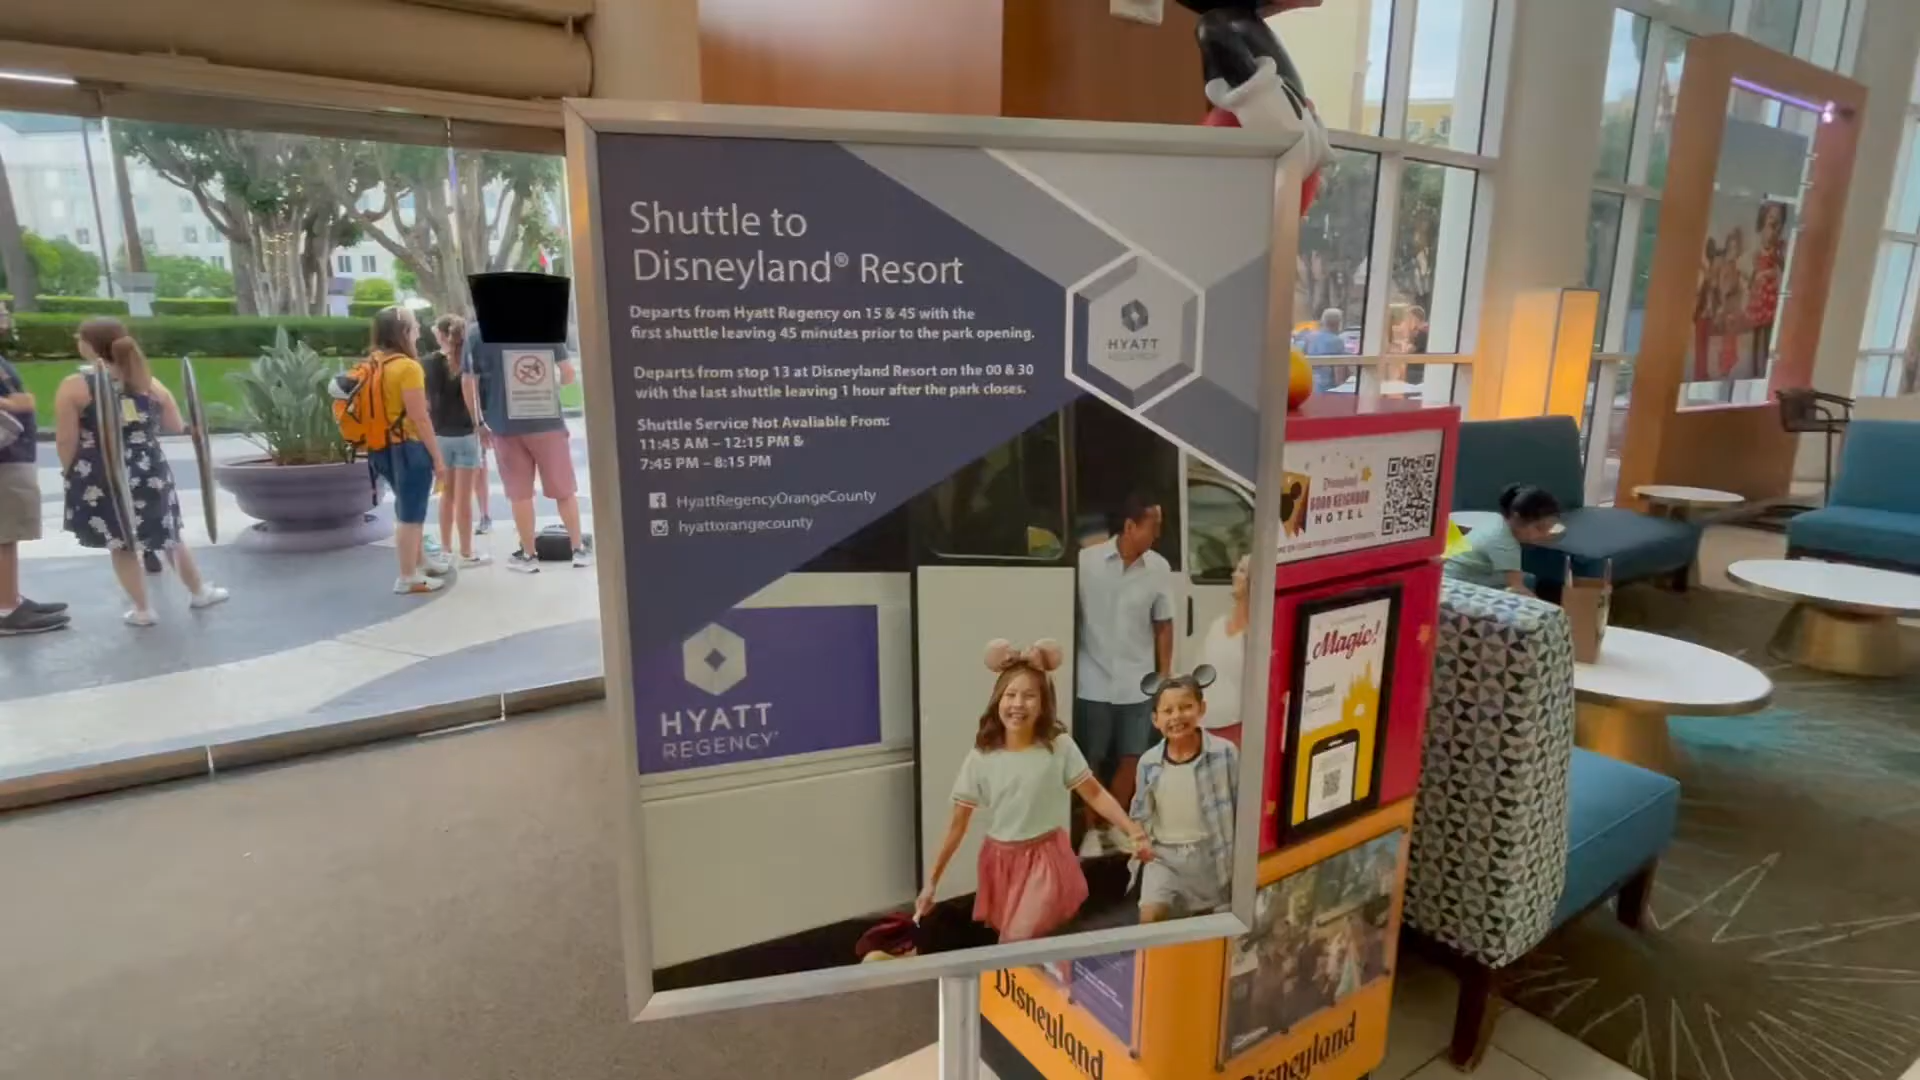 Shuttle to
Disneyland® Resort
Departs from Hyatt Regency on 15 & 45 with the
first shuttle leaving 45 minutes prior to the park opening.
Departs from stop 13 at Disneyland Resort on the 00 & 30
with the last shuttle leaving 1 hour after the park closes.
Shuttle Service Not Avaliable From:
11:45 AM – 12:15 PM &
7:45 PM – 8:15 PM
HyattRegencyOrangeCounty
hyattorangecounty
HYATT
REGENCY
HYATT
REGENCY
Disneyland
GOOD NEIGHBOR
HOTEL
Magic!
Disneyland
Disneyland
Disneyland